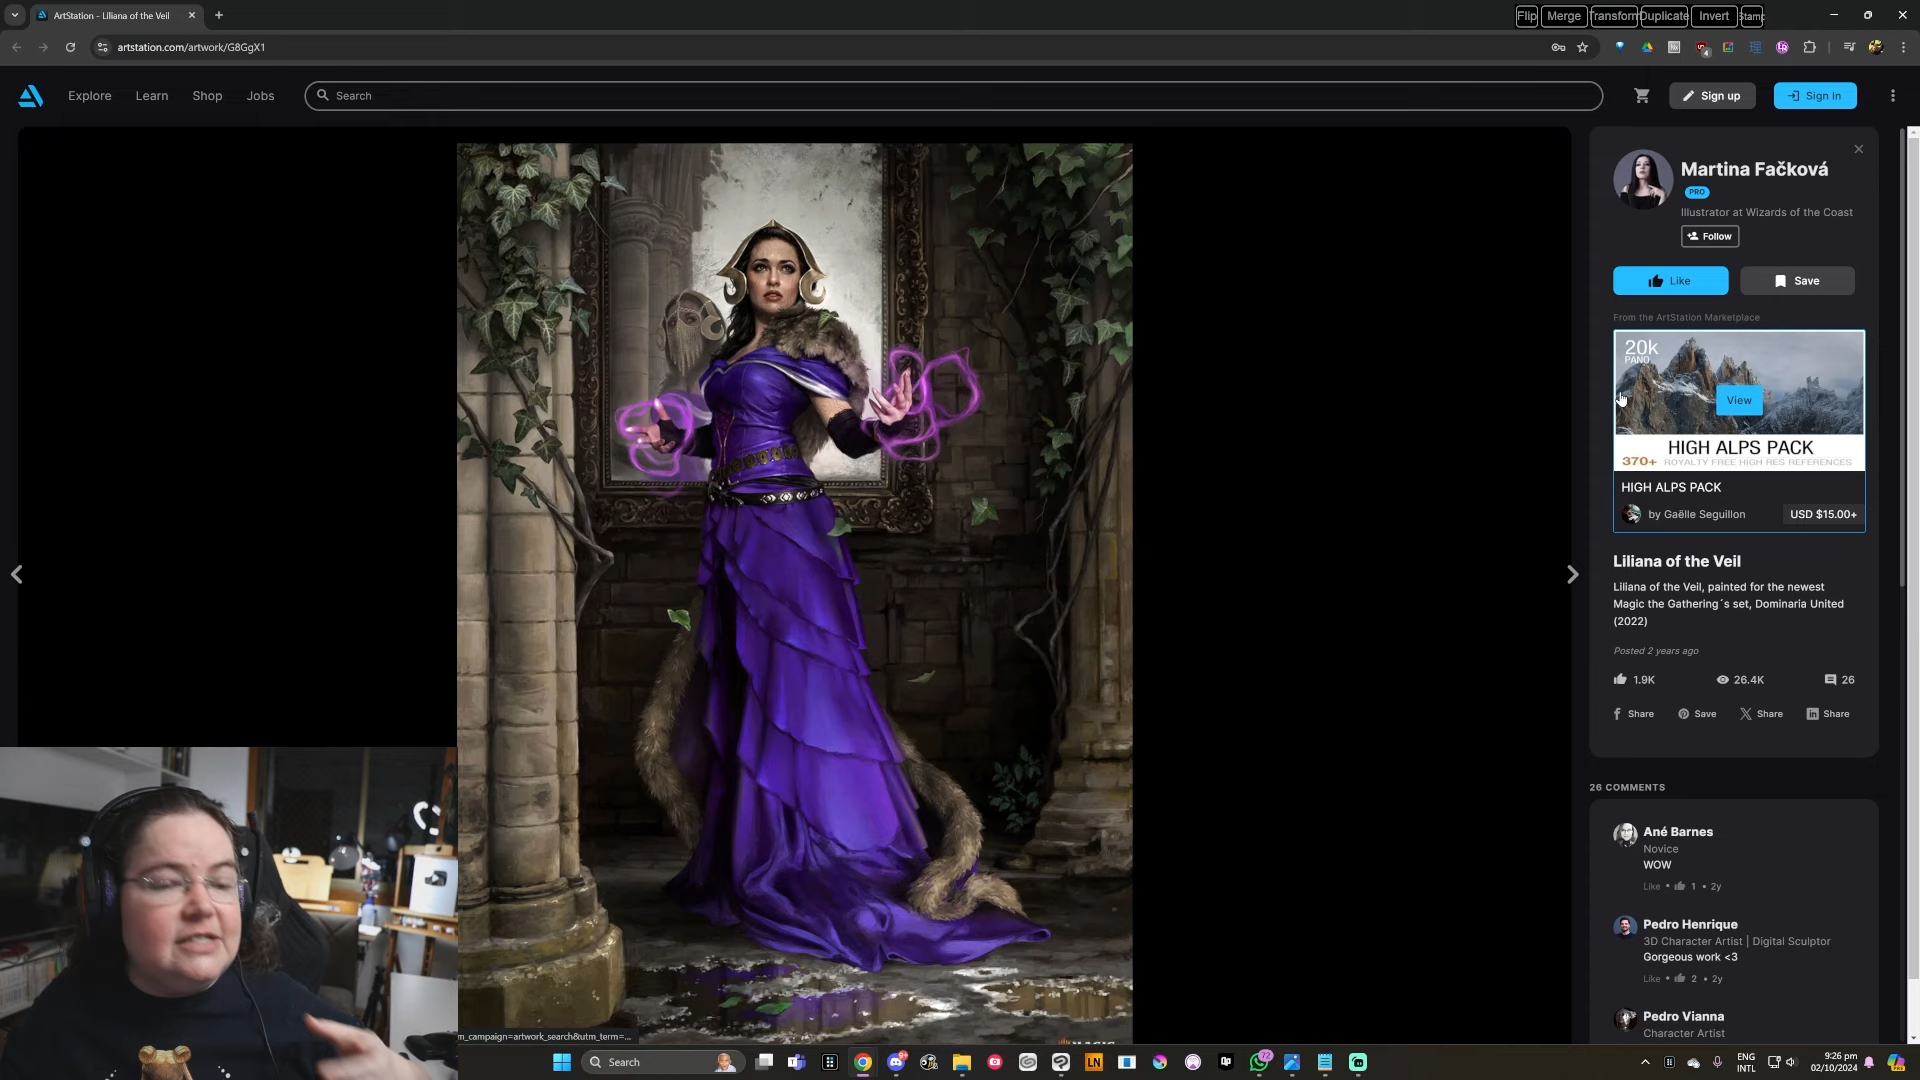 ArtStation - Liliana of the Veil
Flip
Merge
Transform
Duplicate
Invert
Stamp
artstation.com/artwork/G8GgX1
Explore
Learn
Shop
Jobs
Search
Sign up
Sign In
Martina Fačková
PRO
Illustrator at Wizards of the Coast
Follow
Like
Save
From the ArtStation Marketplace
20k
PANO
View
HIGH ALPS PACK
370+ ROYALTY FREE HIGH RES REFERENCES
HIGH ALPS PACK
by Gaëlle Seguillon
USD $15.00+
Liliana of the Veil
Liliana of the Veil, painted for the newest
Magic the Gathering´s set, Dominaria United
(2022)
Posted 2 years ago
1.9K
26.4K
26
Share
Save
Share
Share
26 COMMENTS
Ané Barnes
Novice
WOW
Like • 1 • 2y
Pedro Henrique
3D Character Artist | Digital Sculptor
Gorgeous work <3
Like • 2 • 2y
Pedro Vianna
Character Artist
m_campaign=artwork_search&utm_term=...
Search
LN
72
ENG
INTL
9:26 pm
02/10/2024